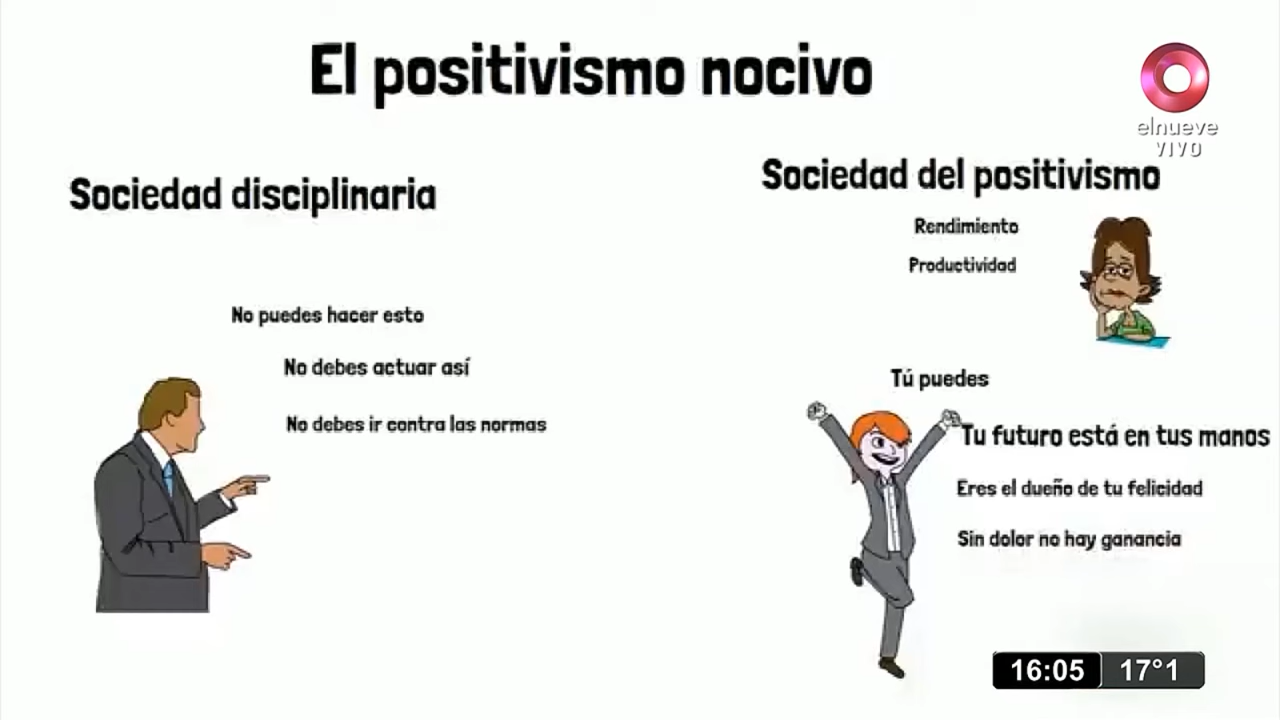 El positivismo nocivo
elnueve
VIVO
Sociedad disciplinaria
No puedes hacer esto
No debes actuar así
No debes ir contra las normas
Sociedad del positivismo
Rendimiento
Productividad
Tú puedes
Tu futuro está en tus manos
Eres el dueño de tu felicidad
Sin dolor no hay ganancia
16:05 17°1